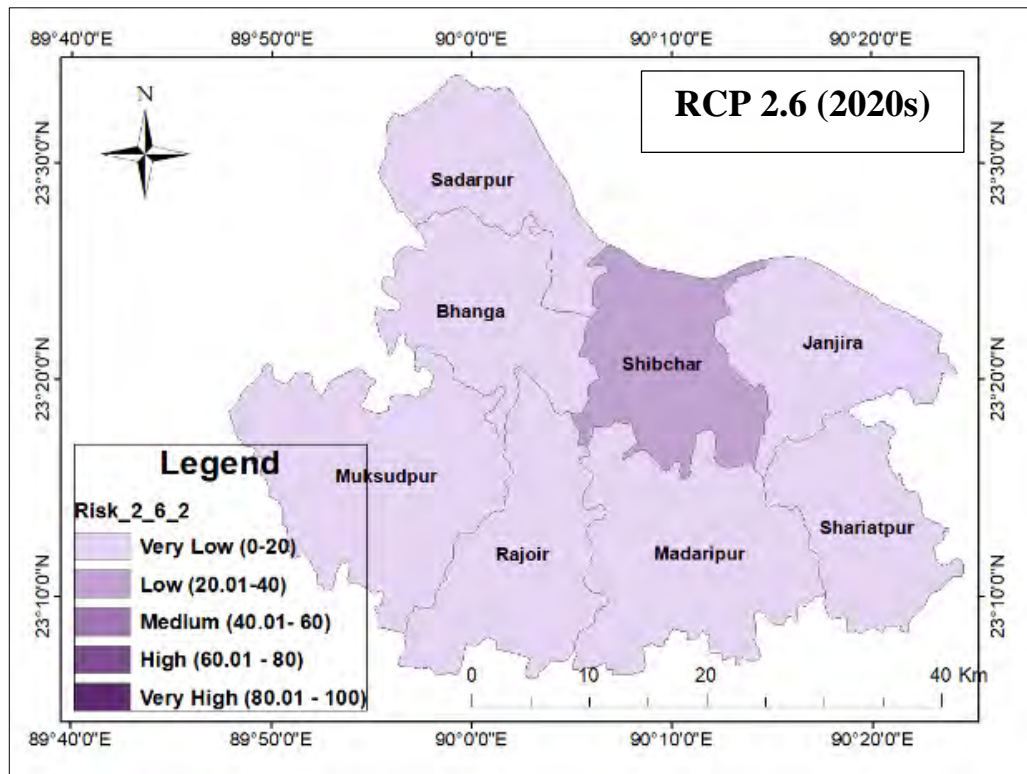 89°40'0"E 89°50'0"E 90°0'0"E 90°10'0"E 90°20'0"E
N
RCP 2.6 (2020s)
23°30'0"N
23°30'0"N
Sadarpur
Bhanga
Janjira
Shibchar
23°20'0"N
23°20'0"N
Legend
Muksudpur
Risk_2_6_2
Shariatpur
Very Low (0-20)
Rajoir
Madaripur
Low (20.01-40)
23°10'0"N
23°10'0"N
Medium (40.01- 60)
High (60.01 - 80)
0 10 20 40 Km
Very High (80.01 - 100)
89°40'0"E 89°50'0"E 90°0'0"E 90°10'0"E 90°20'0"E